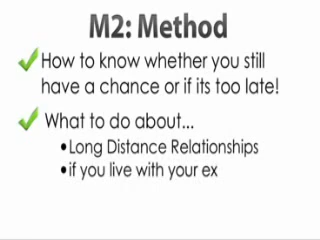 M2: Method
How to know whether you still
have a chance or if its too late!
What to do about...
•Long Distance Relationships
•if you live with your ex